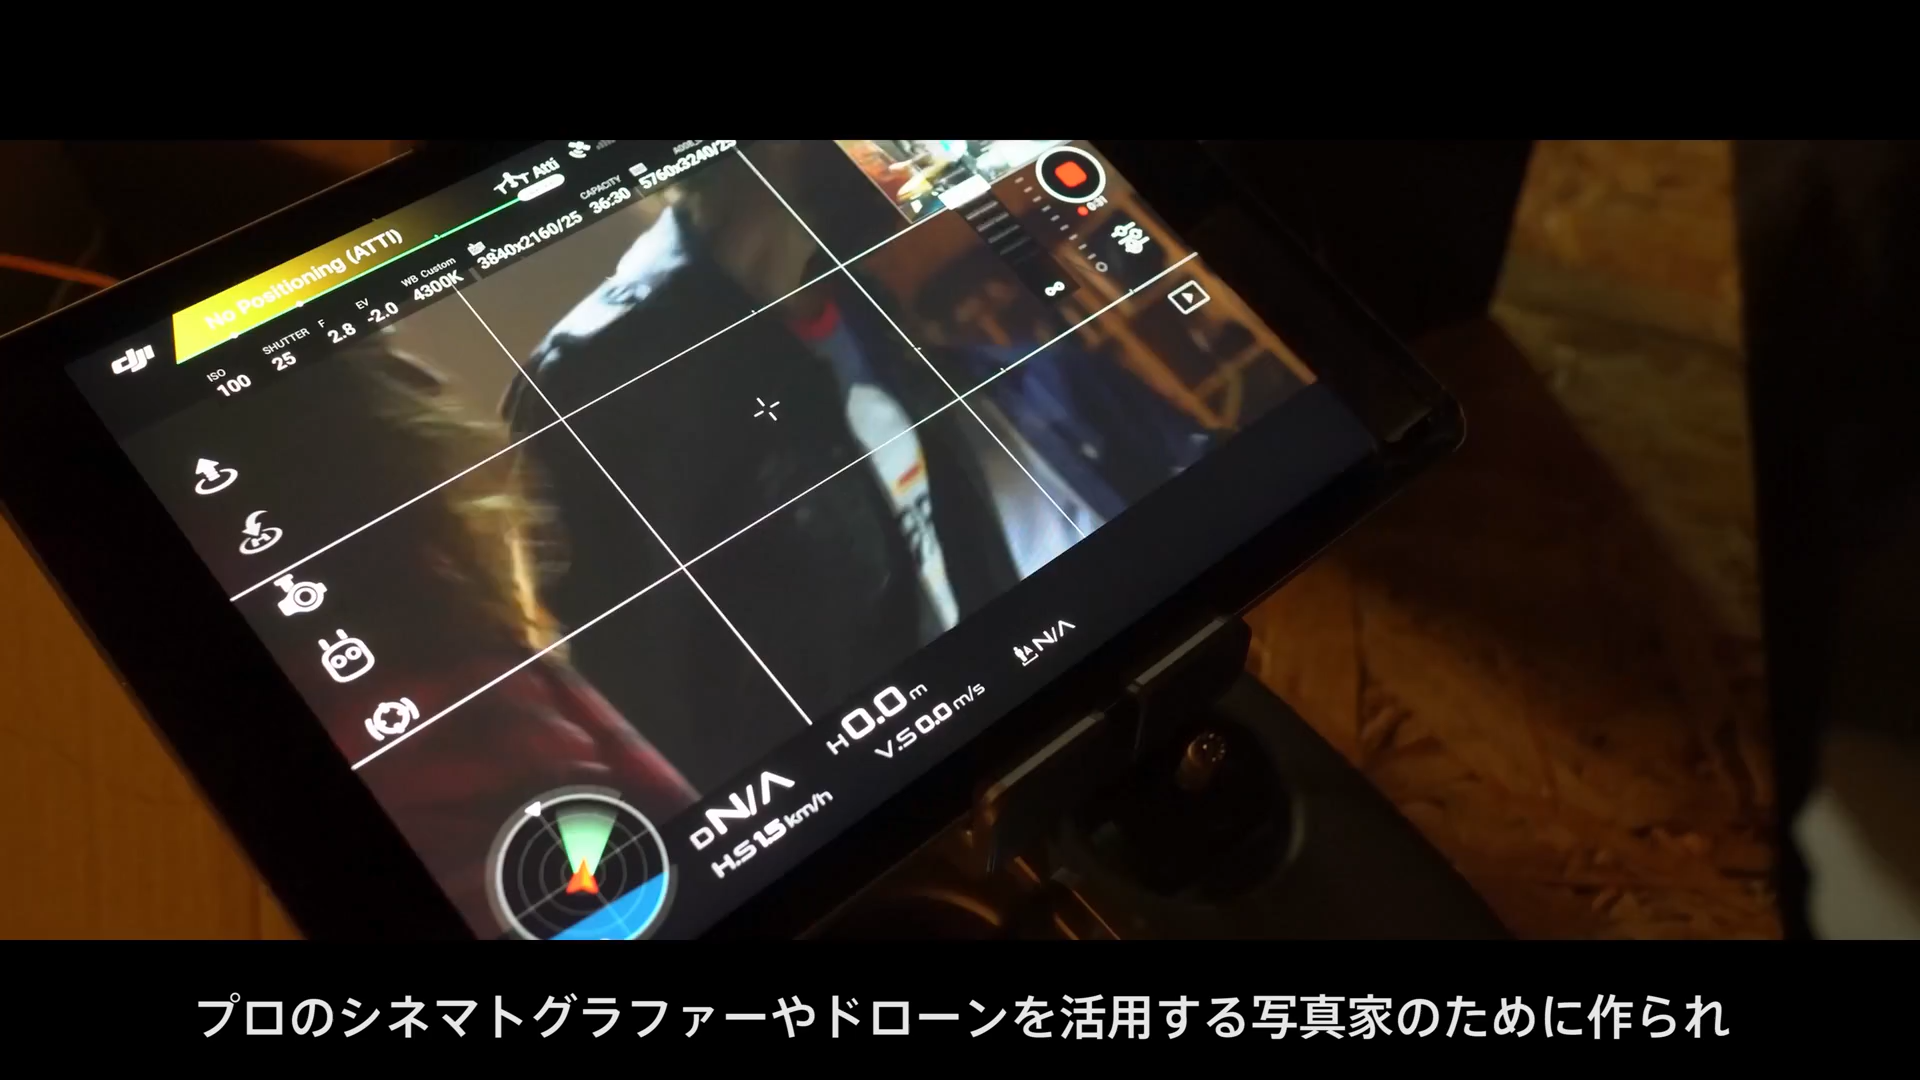 Atti
No Positioning (ATTI)
dji
ISO
100
SHUTTER
25
F
2.8
EV
-2.0
WB Custom
4300K
3840x2160/25
CAPACITY
36:30
5760x3240/25
0:31
N/A
H 0.0 m
V.S 0.0 m/s
D N/A
H.S 1.5 km/h
プロのシネマトグラファーやドローンを活用する写真家のために作られ